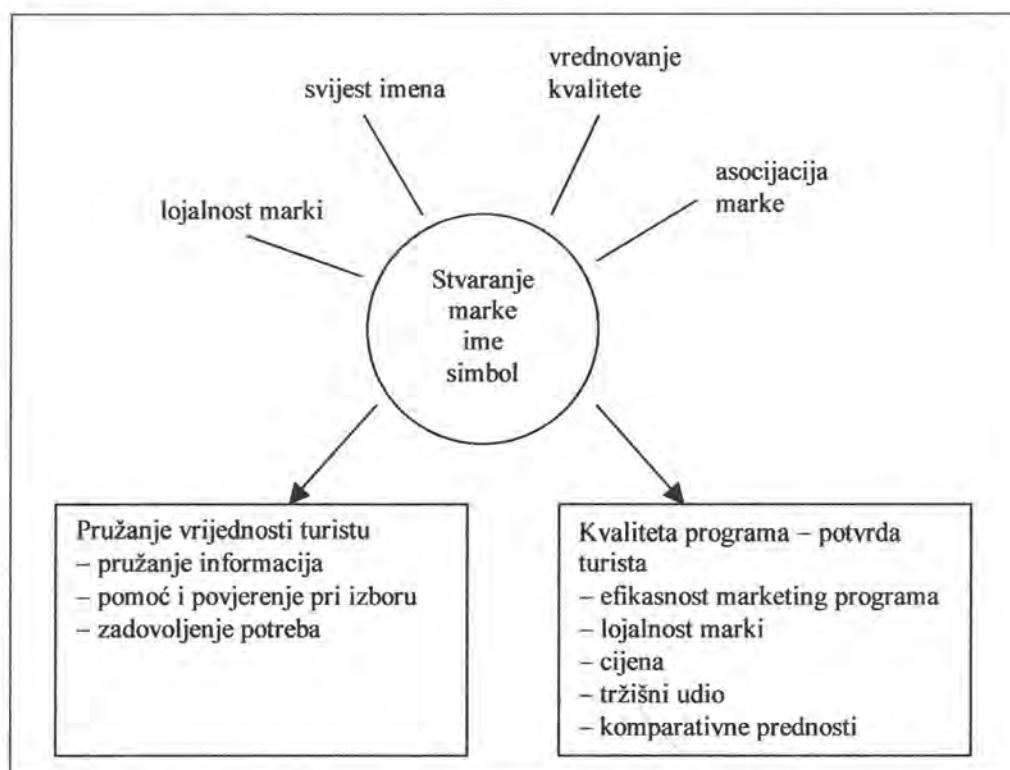 vrednovanje
kvalitete
svijest imena
asocijacija
marke
lojalnost marki
Stvaranje
marke
ime
simbol
Pružanje vrijednosti turistu
– pružanje informacija
– pomoć i povjerenje pri izboru
– zadovoljenje potreba
Kvaliteta programa – potvrda
turista
– efikasnost marketing programa
– lojalnost marki
– cijena
– tržišni udio
– komparativne prednosti